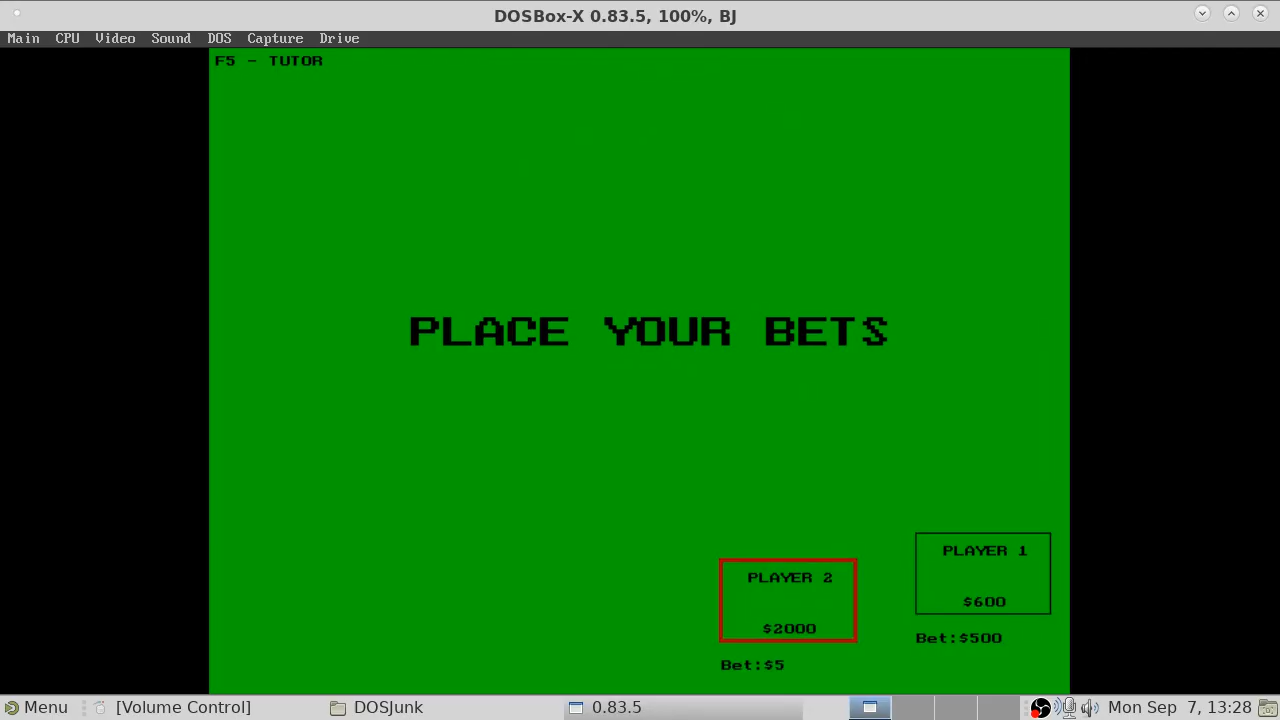 DOSBox-X 0.83.5, 100%, BJ
Main CPU Video Sound DOS Capture Drive
F5 - TUTOR
PLACE YOUR BETS
PLAYER 1
$600
Bet:$500
PLAYER 2
$2000
Bet:$5
Menu [Volume Control] DOSJunk 0.83.5 Mon Sep 7, 13:28